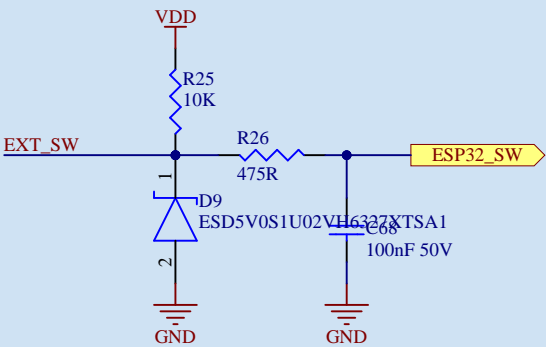 VDD
R25
10K
EXT_SW
R26
475R
ESP32_SW
1
D9
ESD5V0S1U02VH6327XTSA1
C68
100nF 50V
2
GND
GND